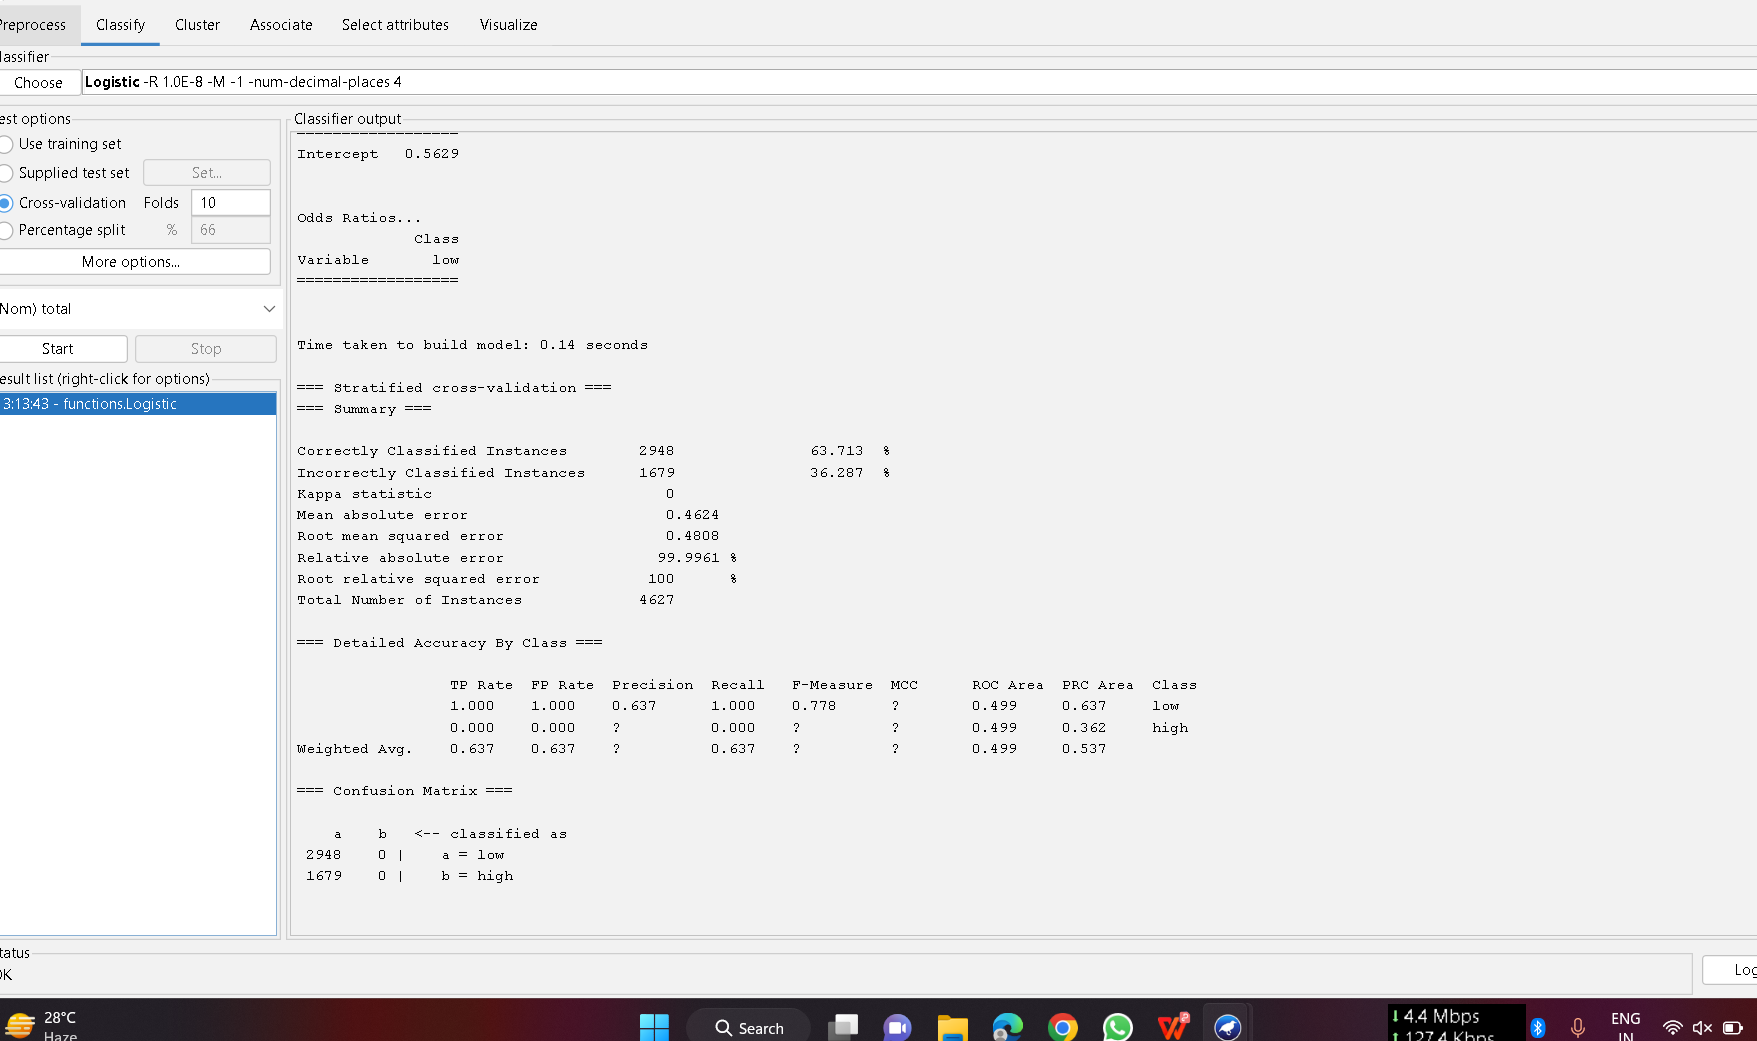 Preprocess Classify Cluster Associate Select attributes Visualize
lassifier
Choose Logistic -R 1.0E-8 -M -1 -num-decimal-places 4
est options
Use training set
Supplied test set Set...
Cross-validation Folds 10
Percentage split % 66
More options...
Nom) total
Start Stop
esult list (right-click for options)
3:13:43 - functions.Logistic
Classifier output
==================
Intercept 0.5629
Odds Ratios...
Class
Variable low
==================
Time taken to build model: 0.14 seconds
=== Stratified cross-validation ===
=== Summary ===
Correctly Classified Instances 2948 63.713 %
Incorrectly Classified Instances 1679 36.287 %
Kappa statistic 0
Mean absolute error 0.4624
Root mean squared error 0.4808
Relative absolute error 99.9961 %
Root relative squared error 100 %
Total Number of Instances 4627
=== Detailed Accuracy By Class ===
TP Rate FP Rate Precision Recall F-Measure MCC ROC Area PRC Area Class
1.000 1.000 0.637 1.000 0.778 ? 0.499 0.637 low
0.000 0.000 ? 0.000 ? ? 0.499 0.362 high
Weighted Avg. 0.637 0.637 ? 0.637 ? ? 0.499 0.537
=== Confusion Matrix ===
a b <-- classified as
2948 0 | a = low
1679 0 | b = high
tatus
OK
Log
28°C
Haze
Search
4.4 Mbps
127.4 Kbps
ENG
IN